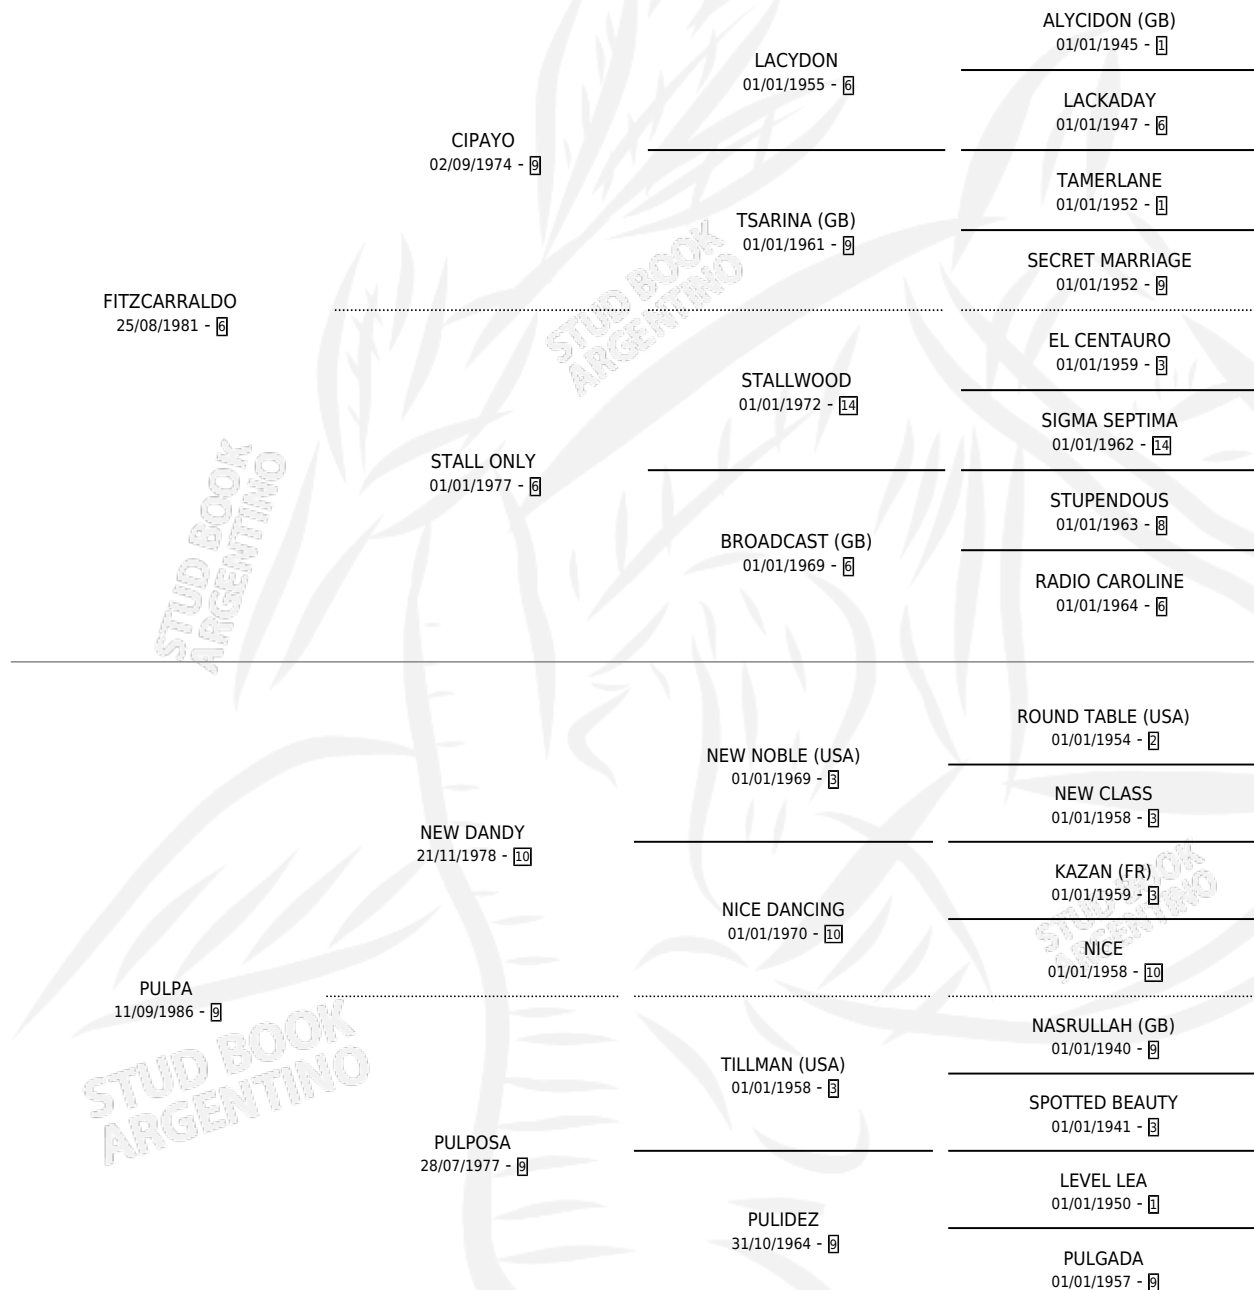 ALYCIDON (GB)
01/01/1945 - 1
LACYDON
01/01/1955 - 6
LACKADAY
01/01/1947 - 6
CIPAYO
02/09/1974 - 9
TAMERLANE
01/01/1952 - 1
TSARINA (GB)
01/01/1961 - 9
SECRET MARRIAGE
01/01/1952 - 9
FITZCARRALDO
25/08/1981 - 6
STUD BOOK
ARGENTINO
EL CENTAURO
01/01/1959 - 3
STALLWOOD
01/01/1972 - 14
SIGMA SEPTIMA
01/01/1962 - 14
STALL ONLY
01/01/1977 - 6
STUPENDOUS
01/01/1963 - 8
BROADCAST (GB)
01/01/1969 - 6
RADIO CAROLINE
01/01/1964 - 6
STUD BOOK
ARGENTINO
ROUND TABLE (USA)
01/01/1954 - 2
NEW NOBLE (USA)
01/01/1969 - 3
NEW CLASS
01/01/1958 - 3
NEW DANDY
21/11/1978 - 10
KAZAN (FR)
01/01/1959 - 3
STUD BOOK
ARGENTINO
NICE DANCING
01/01/1970 - 10
NICE
01/01/1958 - 10
PULPA
11/09/1986 - 9
NASRULLAH (GB)
01/01/1940 - 9
STUD BOOK
ARGENTINO
TILLMAN (USA)
01/01/1958 - 3
SPOTTED BEAUTY
01/01/1941 - 3
PULPOSA
28/07/1977 - 9
LEVEL LEA
01/01/1950 - 1
PULIDEZ
31/10/1964 - 9
PULGADA
01/01/1957 - 9